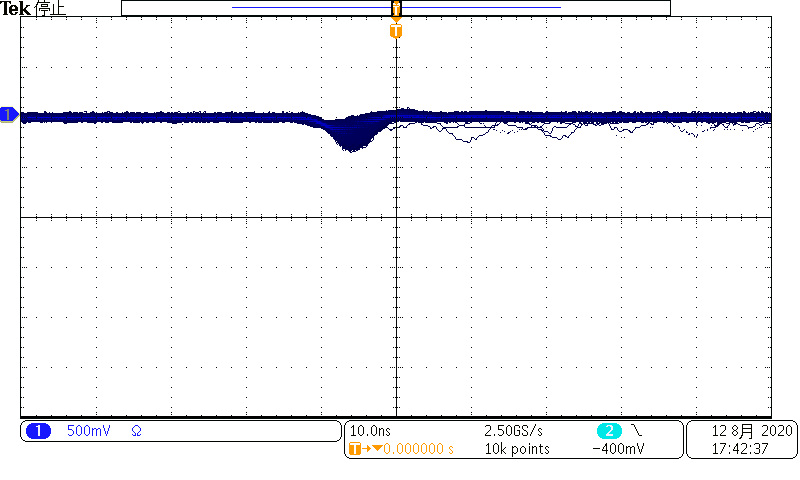 Tek 停止
T
T
1
1 500mV Ω
10.0ns 2.50GS/s 2 -400mV
T→▼0.000000 s 10k points
12 8月 2020
17:42:37